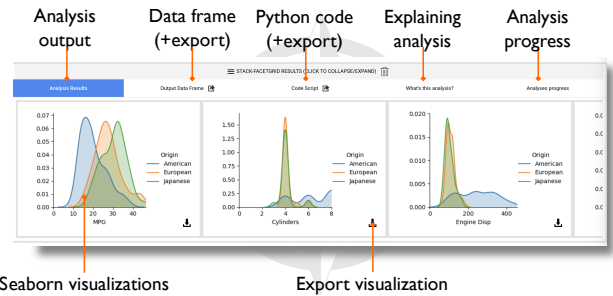 Analysis output
Data frame (+export)
Python code (+export)
Explaining analysis
Analysis progress
STACK-FACETGRID RESULTS (CLICK TO COLLAPSE/EXPAND)
Analysis Results
Output Data Frame
Code Script
What's this analysis?
Analyses progress
0.07
0.06
0.05
0.04
0.03
0.02
0.01
0.00
0 10 20 30 40
MPG
Origin
American
European
Japanese
1.50
1.25
1.00
0.75
0.50
0.25
0.00
0 2 4 6 8
Cylinders
Origin
American
European
Japanese
0.020
0.015
0.010
0.005
0.000
0 200 400
Engine Disp
Origin
American
European
Japanese
Seaborn visualizations
Export visualization